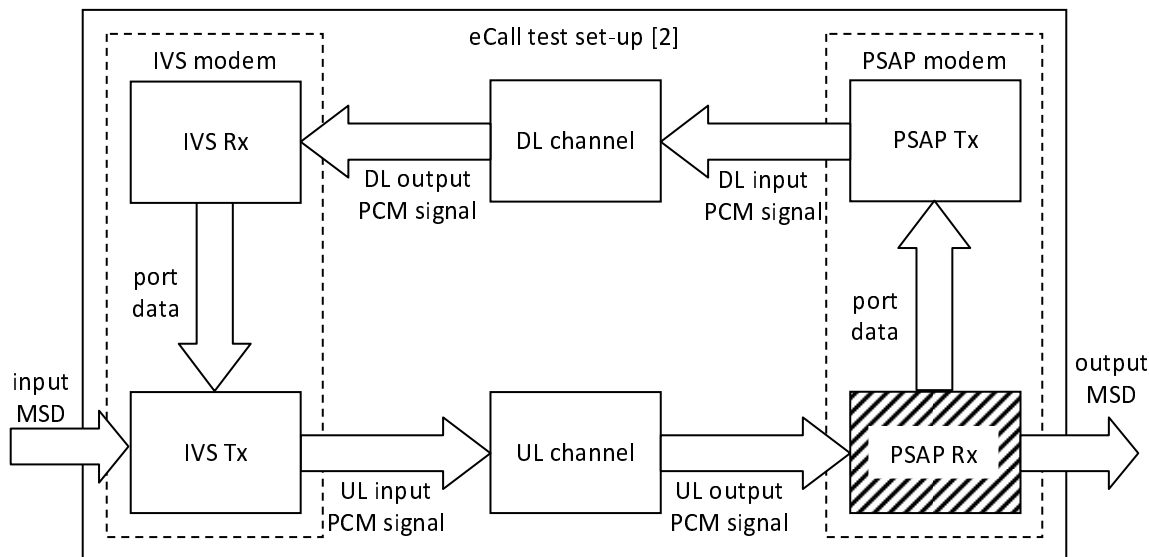 eCall test set-up [2]
IVS modem
PSAP modem
IVS Rx
DL channel
PSAP Tx
DL output
PCM signal
DL input
PCM signal
port
data
port
data
input
MSD
output
MSD
IVS Tx
UL channel
PSAP Rx
UL input
PCM signal
UL output
PCM signal